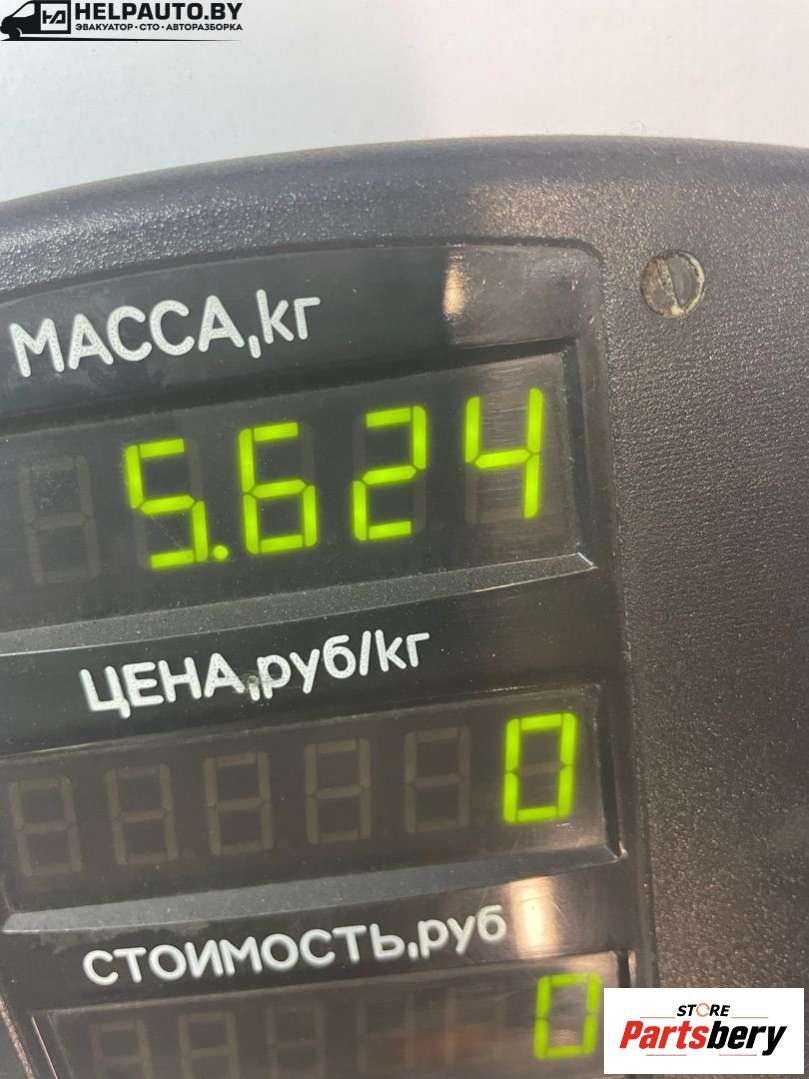 HELPAUTO.BY
ЭВАКУАТОР · СТО · АВТОРАЗБОРКА
МАССА,кг
5.624
ЦЕНА,руб/кг
0
СТОИМОСТЬ,руб
0
STORE
Partsbery